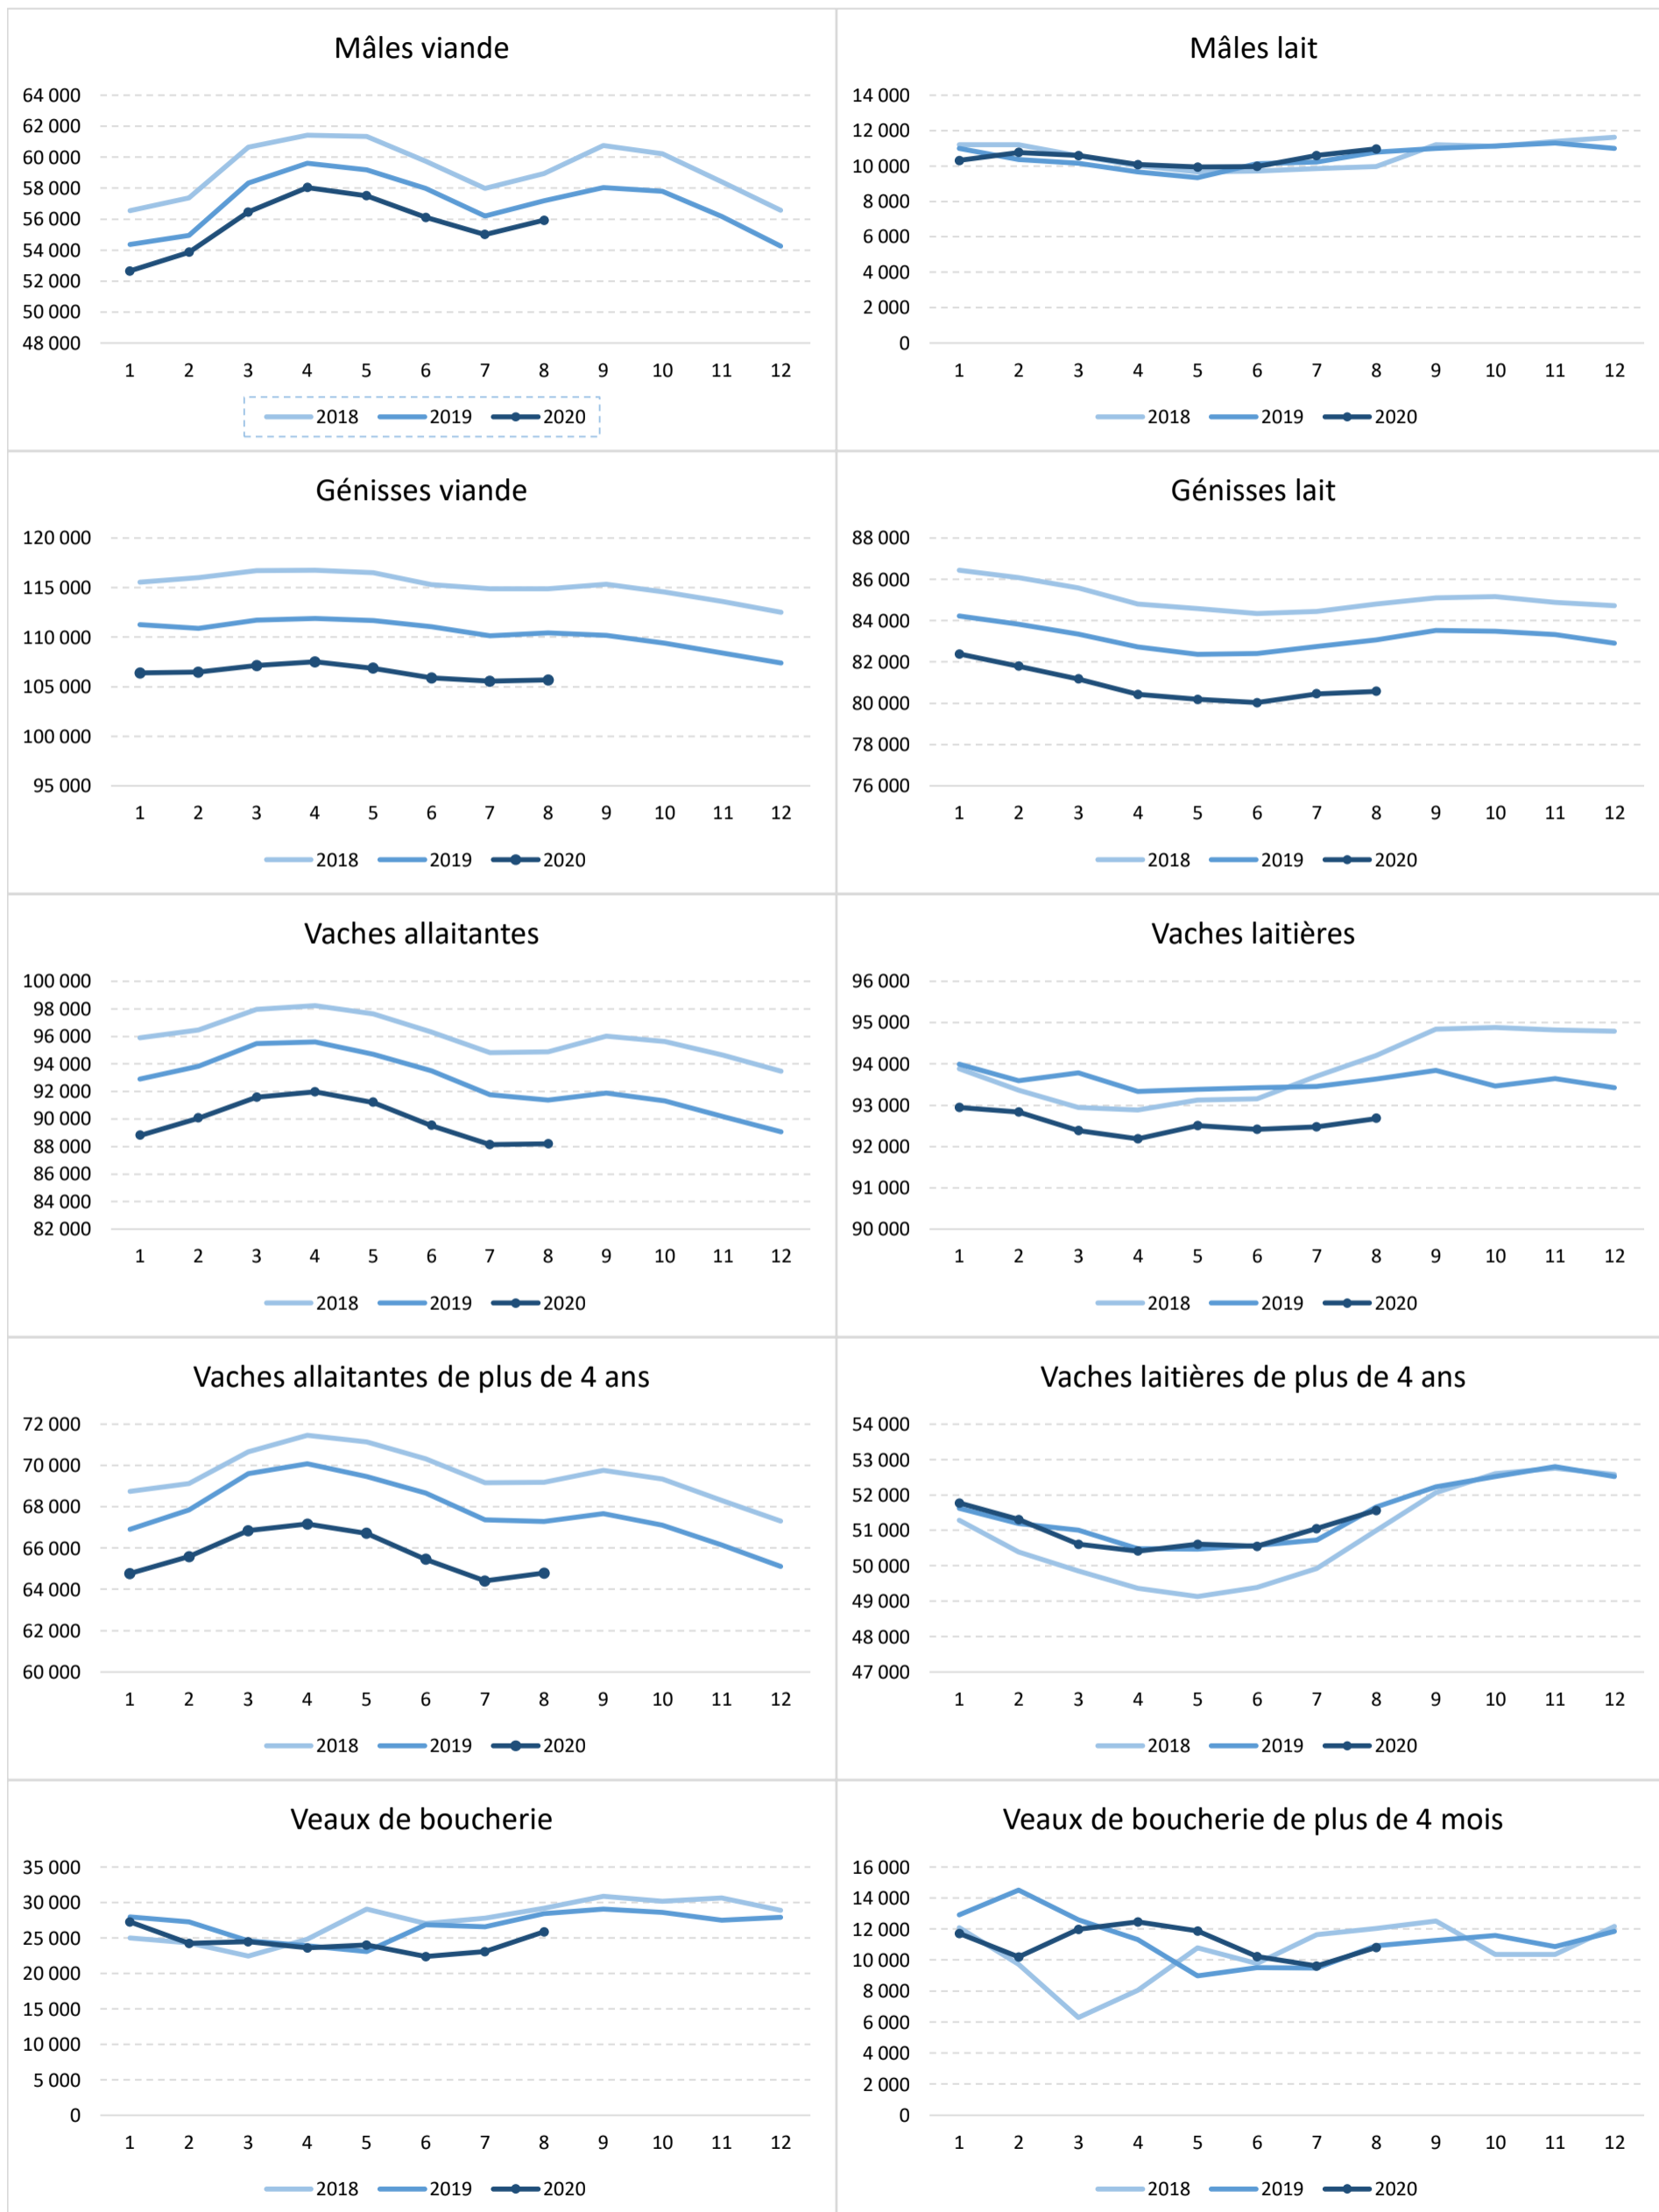 Mâles viande
64 000
62 000
60 000
58 000
56 000
54 000
52 000
50 000
48 000
1 2 3 4 5 6 7 8 9 10 11 12
2018 2019 2020
Mâles lait
14 000
12 000
10 000
8 000
6 000
4 000
2 000
0
1 2 3 4 5 6 7 8 9 10 11 12
2018 2019 2020
Génisses viande
120 000
115 000
110 000
105 000
100 000
95 000
1 2 3 4 5 6 7 8 9 10 11 12
2018 2019 2020
Génisses lait
88 000
86 000
84 000
82 000
80 000
78 000
76 000
1 2 3 4 5 6 7 8 9 10 11 12
2018 2019 2020
Vaches allaitantes
100 000
98 000
96 000
94 000
92 000
90 000
88 000
86 000
84 000
82 000
1 2 3 4 5 6 7 8 9 10 11 12
2018 2019 2020
Vaches laitières
96 000
95 000
94 000
93 000
92 000
91 000
90 000
1 2 3 4 5 6 7 8 9 10 11 12
2018 2019 2020
Vaches allaitantes de plus de 4 ans
72 000
70 000
68 000
66 000
64 000
62 000
60 000
1 2 3 4 5 6 7 8 9 10 11 12
2018 2019 2020
Vaches laitières de plus de 4 ans
54 000
53 000
52 000
51 000
50 000
49 000
48 000
47 000
1 2 3 4 5 6 7 8 9 10 11 12
2018 2019 2020
Veaux de boucherie
35 000
30 000
25 000
20 000
15 000
10 000
5 000
0
1 2 3 4 5 6 7 8 9 10 11 12
2018 2019 2020
Veaux de boucherie de plus de 4 mois
16 000
14 000
12 000
10 000
8 000
6 000
4 000
2 000
0
1 2 3 4 5 6 7 8 9 10 11 12
2018 2019 2020